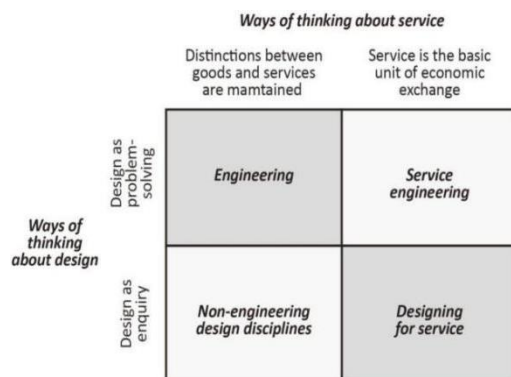 Ways of thinking about service
Distinctions between
goods and services
are mamtained
Service is the basic
unit of economic
exchange
Ways of
thinking
about design
Design as
problem-
solving
Engineering
Service
engineering
Design as
enquiry
Non-engineering
design disciplines
Designing
for service